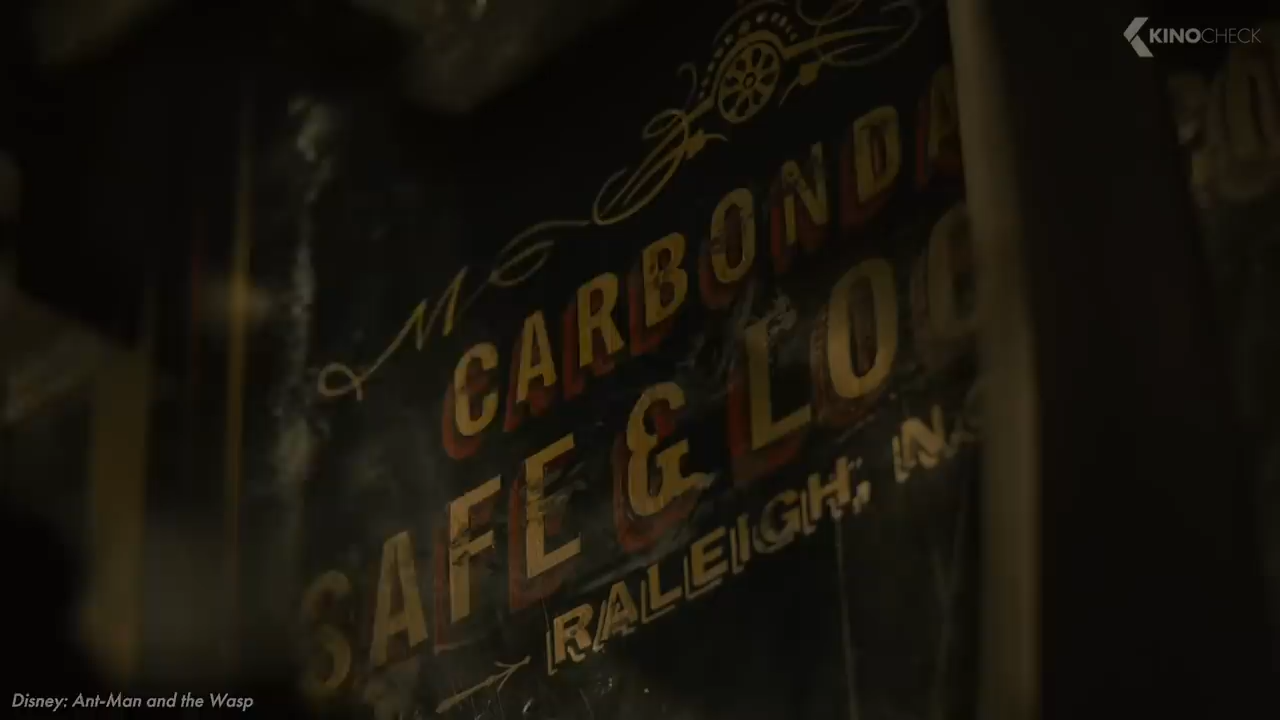 KINOCHECK
CARBONDA
SAFE & LOC
RALEIGH, N.
Disney: Ant-Man and the Wasp